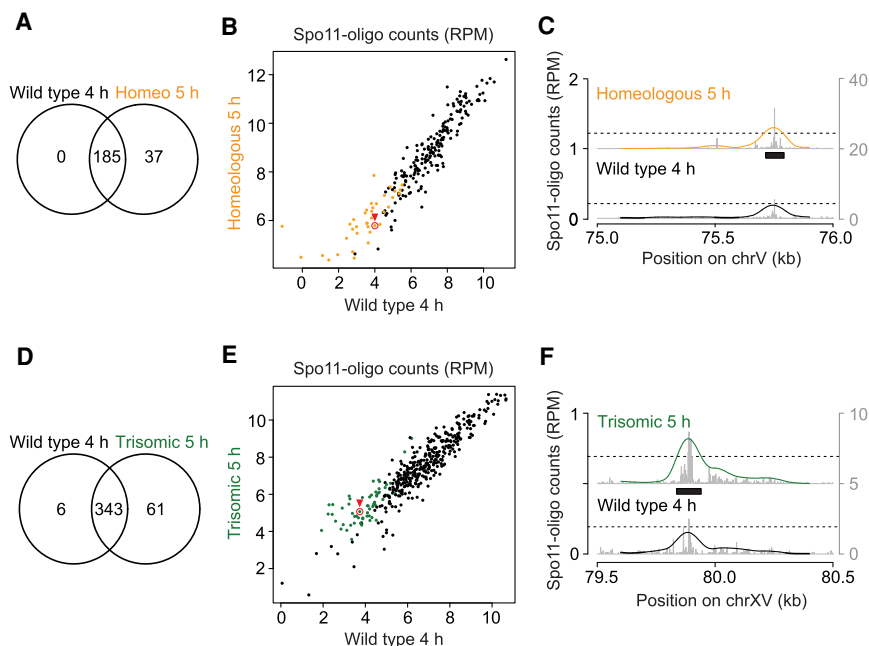 A
Wild type 4 h Homeo 5 h
0 185 37
B
Spo11-oligo counts (RPM)
Homeologous 5 h
12
10
8
6
0 2 4 6 8 10
Wild type 4 h
C
Spo11-oligo counts (RPM)
2
1
0
40
20
0
Homeologous 5 h
Wild type 4 h
75.0 75.5 76.0
Position on chrV (kb)
D
Wild type 4 h Trisomic 5 h
6 343 61
E
Spo11-oligo counts (RPM)
Trisomic 5 h
10
8
6
4
2
0 2 4 6 8 10
Wild type 4 h
F
Spo11-oligo counts (RPM)
1
0
10
5
0
Trisomic 5 h
Wild type 4 h
79.5 80.0 80.5
Position on chrXV (kb)